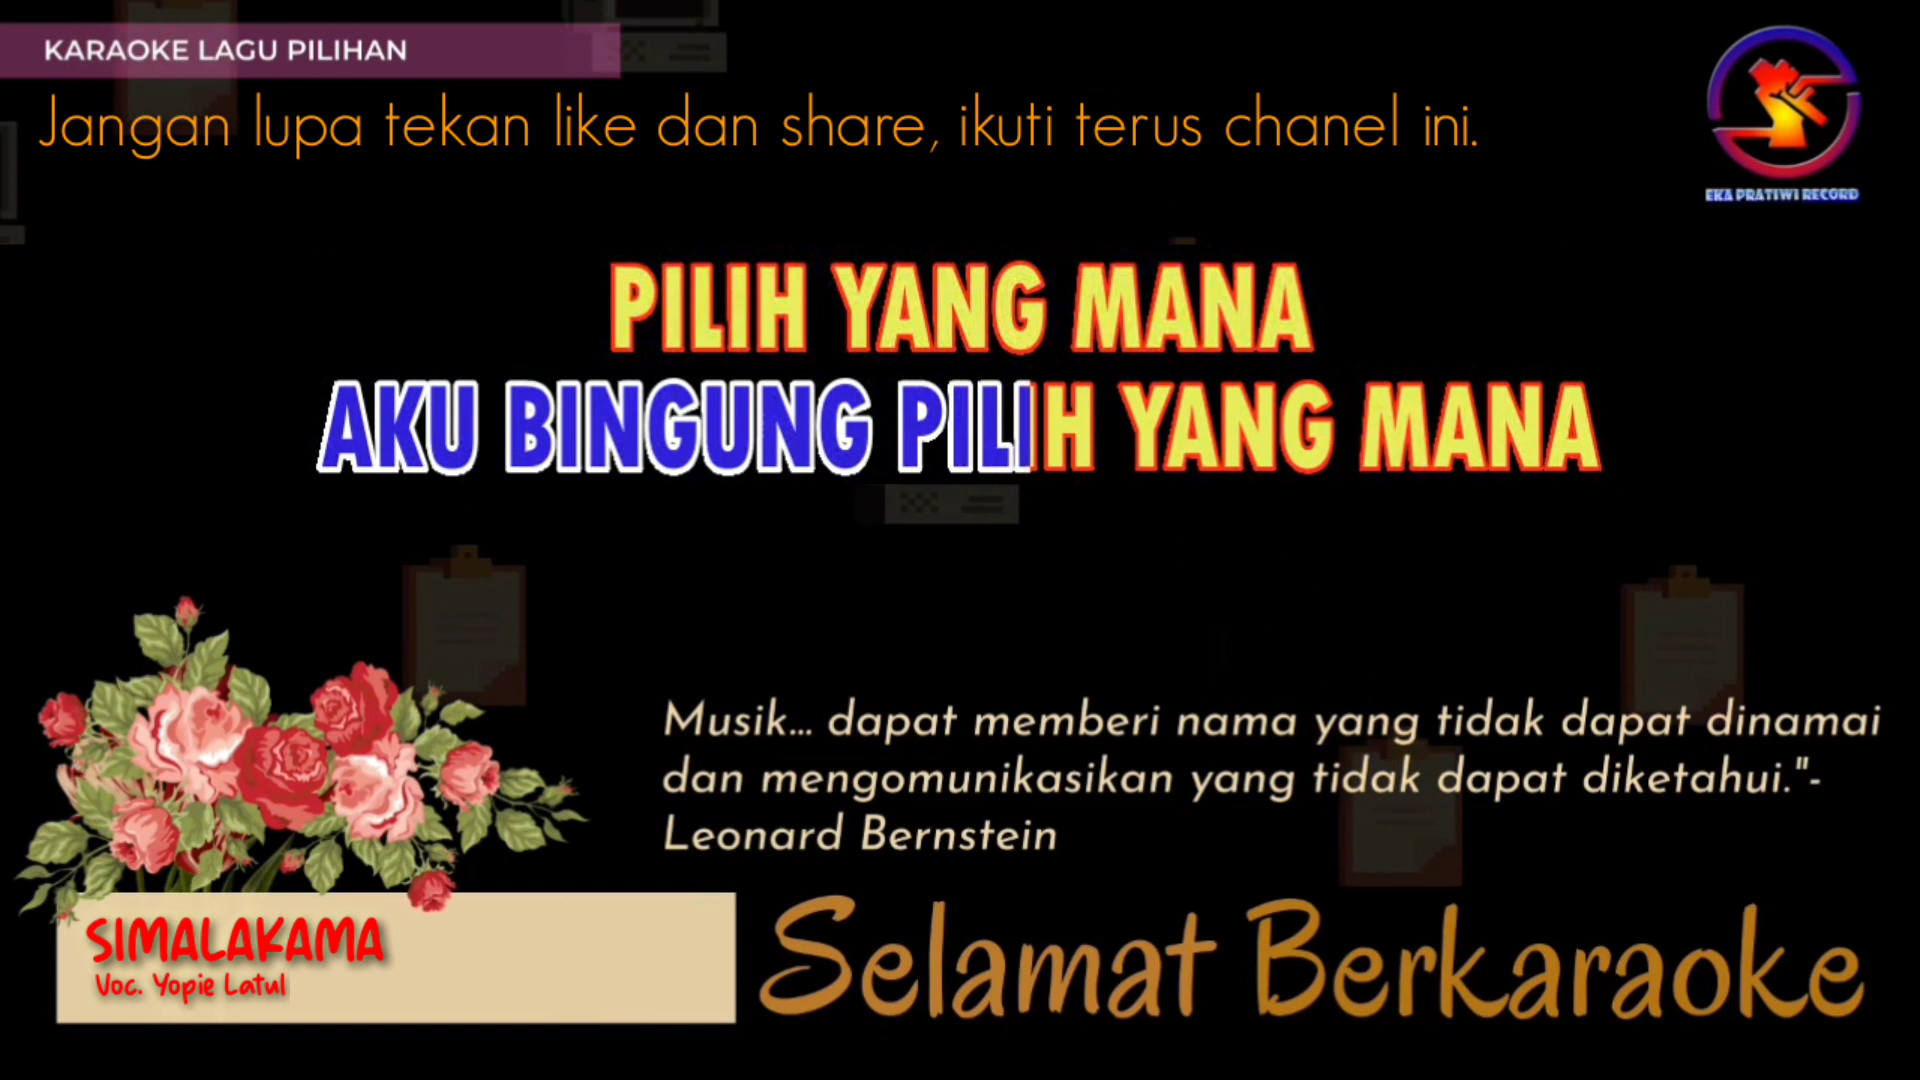 KARAOKE LAGU PILIHAN
Jangan lupa tekan like dan share, ikuti terus chanel ini.
EKA PRATIWI RECORD
PILIH YANG MANA
AKU BINGUNG PILIH YANG MANA
Musik... dapat memberi nama yang tidak dapat dinamai
dan mengomunikasikan yang tidak dapat diketahui."-
Leonard Bernstein
SIMALAKAMA
Voc. Yopie Latul
Selamat Berkaraoke